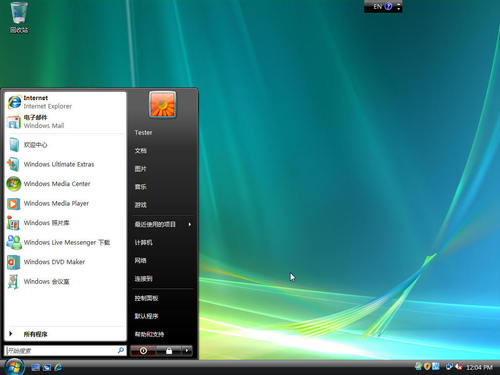 回收站
EN
Internet
Internet Explorer
电子邮件
Windows Mail
欢迎中心
Windows Ultimate Extras
Windows Media Center
Windows Media Player
Windows 照片库
Windows Live Messenger 下载
Windows DVD Maker
Windows 会议室
所有程序
开始搜索
Tester
文档
图片
音乐
游戏
最近使用的项目
计算机
网络
连接到
控制面板
默认程序
帮助和支持
12:04 PM